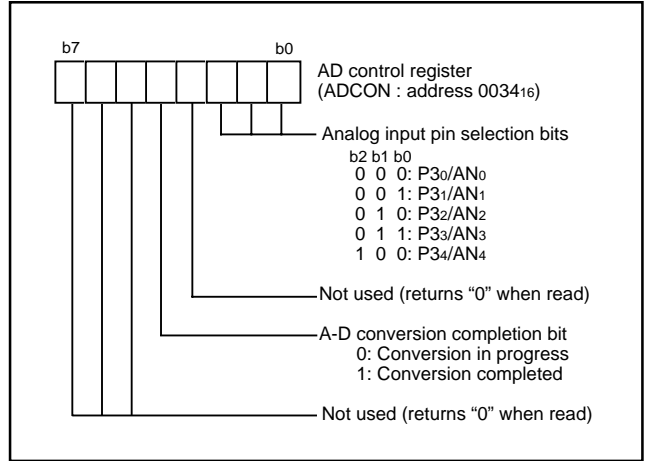 b7 b0
AD control register
(ADCON : address 0034₁₆)
Analog input pin selection bits
b2 b1 b0
0 0 0: P3₀/AN₀
0 0 1: P3₁/AN₁
0 1 0: P3₂/AN₂
0 1 1: P3₃/AN₃
1 0 0: P3₄/AN₄
Not used (returns “0” when read)
A-D conversion completion bit
0: Conversion in progress
1: Conversion completed
Not used (returns “0” when read)